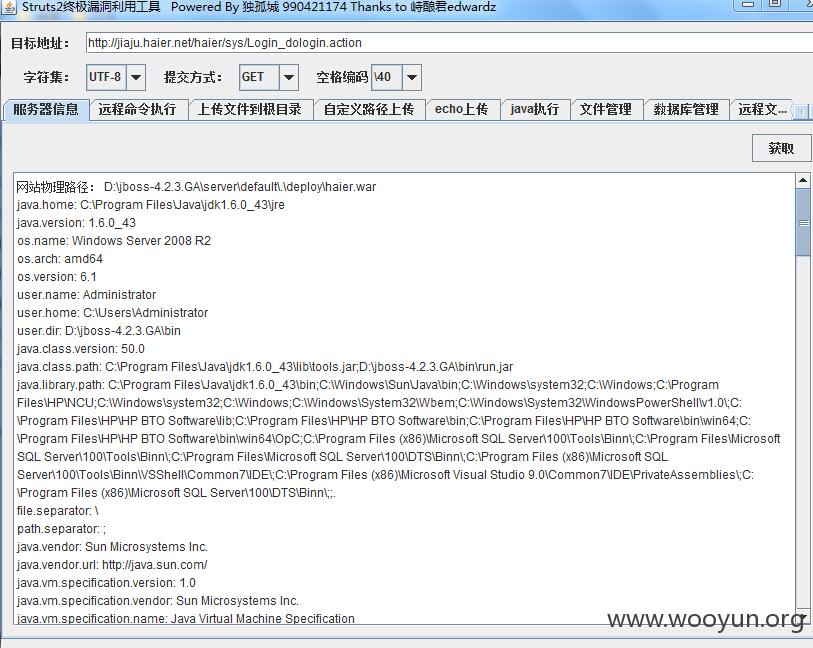 Struts2终极漏洞利用工具 Powered By 独孤城 990421174 Thanks to 峙酿君edwardz
目标地址： http://jiaju.haier.net/haier/sys/Login_dologin.action
字符集： UTF-8 提交方式： GET 空格编码 \40
服务器信息 远程命令执行 上传文件到根目录 自定义路径上传 echo上传 java执行 文件管理 数据库管理 远程文...
获取
网站物理路径： D:\jboss-4.2.3.GA\server\default\.\deploy\haier.war
java.home: C:\Program Files\Java\jdk1.6.0_43\jre
java.version: 1.6.0_43
os.name: Windows Server 2008 R2
os.arch: amd64
os.version: 6.1
user.name: Administrator
user.home: C:\Users\Administrator
user.dir: D:\jboss-4.2.3.GA\bin
java.class.version: 50.0
java.class.path: C:\Program Files\Java\jdk1.6.0_43\lib\tools.jar;D:\jboss-4.2.3.GA\bin\run.jar
java.library.path: C:\Program Files\Java\jdk1.6.0_43\bin;C:\Windows\Sun\Java\bin;C:\Windows\system32;C:\Windows;C:\Program
Files\HP\NCU;C:\Windows\system32;C:\Windows;C:\Windows\System32\Wbem;C:\Windows\System32\WindowsPowerShell\v1.0\;C:
\Program Files\HP\HP BTO Software\lib;C:\Program Files\HP\HP BTO Software\bin;C:\Program Files\HP\HP BTO Software\bin\win64;C:
\Program Files\HP\HP BTO Software\bin\win64\OpC;C:\Program Files (x86)\Microsoft SQL Server\100\Tools\Binn\;C:\Program Files\Microsoft
SQL Server\100\Tools\Binn\;C:\Program Files\Microsoft SQL Server\100\DTS\Binn\;C:\Program Files (x86)\Microsoft SQL
Server\100\Tools\Binn\VSShell\Common7\IDE\;C:\Program Files (x86)\Microsoft Visual Studio 9.0\Common7\IDE\PrivateAssemblies\;C:
\Program Files (x86)\Microsoft SQL Server\100\DTS\Binn\;;.
file.separator: \
path.separator: ;
java.vendor: Sun Microsystems Inc.
java.vendor.url: http://java.sun.com/
java.vm.specification.version: 1.0
java.vm.specification.vendor: Sun Microsystems Inc.
java.vm.specification.name: Java Virtual Machine Specification
www.wooyun.org